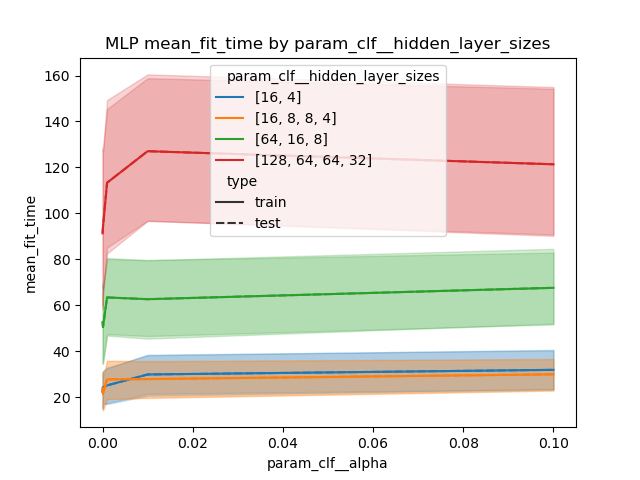 MLP mean_fit_time by param_clf__hidden_layer_sizes
160
140
120
100
80
60
40
20
mean_fit_time
param_clf__hidden_layer_sizes
[16, 4]
[16, 8, 8, 4]
[64, 16, 8]
[128, 64, 64, 32]
type
train
test
0.00 0.02 0.04 0.06 0.08 0.10
param_clf__alpha